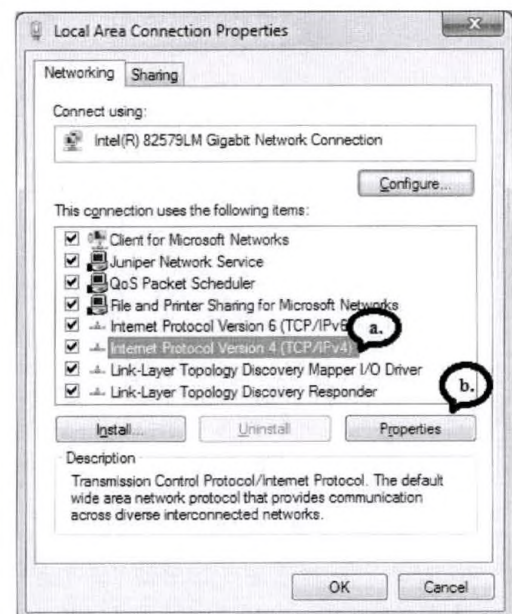 Local Area Connection Properties
Networking Sharing
Connect using:
Intel(R) 82579LM Gigabit Network Connection
Configure...
This connection uses the following items:
Client for Microsoft Networks
Juniper Network Service
QoS Packet Scheduler
File and Printer Sharing for Microsoft Networks
Internet Protocol Version 6 (TCP/IPv6
a.
Internet Protocol Version 4 (TCP/IPv4)
Link-Layer Topology Discovery Mapper I/O Driver
Link-Layer Topology Discovery Responder
b.
Install... Uninstall Properties
Description
Transmission Control Protocol/Internet Protocol. The default
wide area network protocol that provides communication
across diverse interconnected networks.
OK Cancel